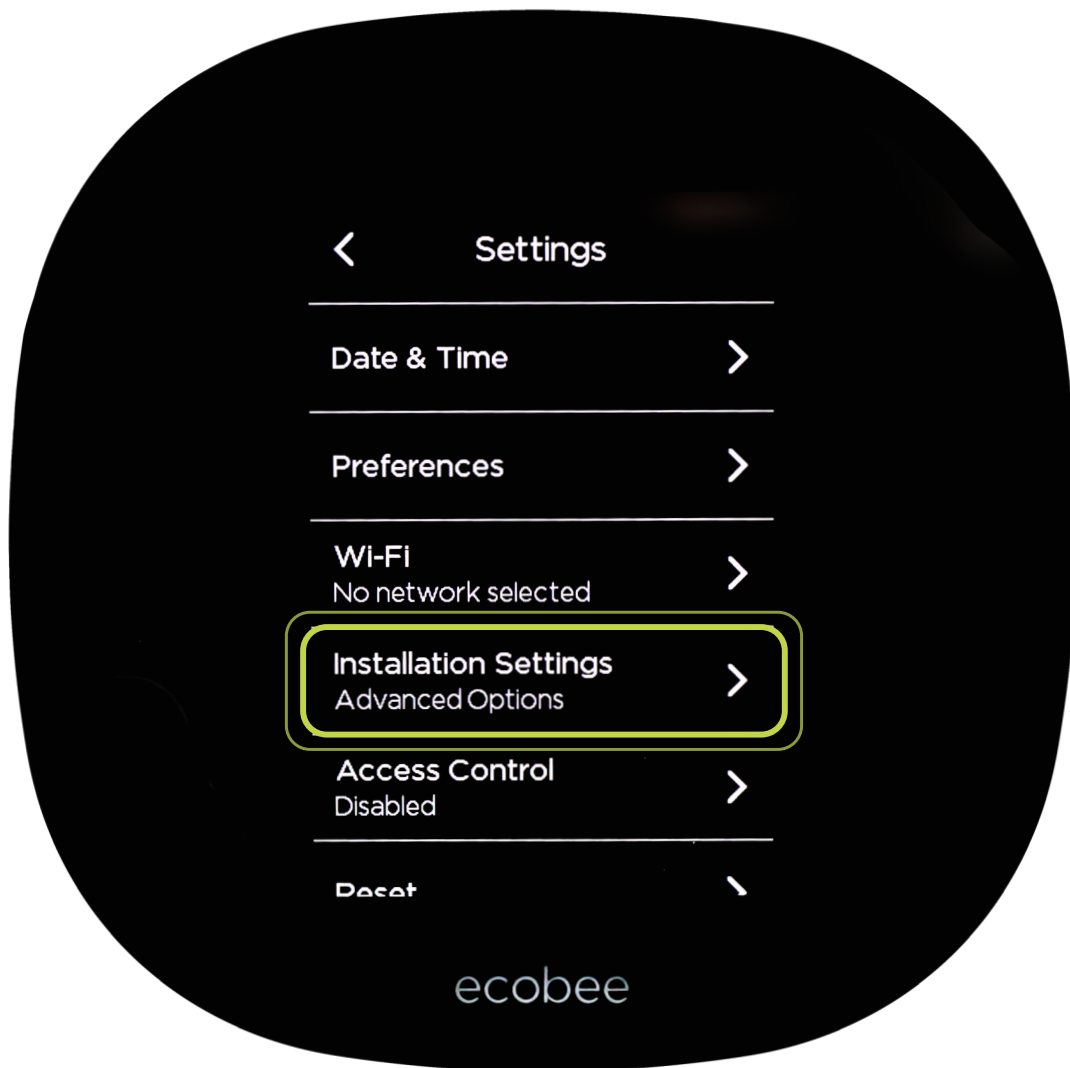 Settings
Date & Time
Preferences
Wi-Fi
No network selected
Installation Settings
Advanced Options
Access Control
Disabled
Reset
ecobee